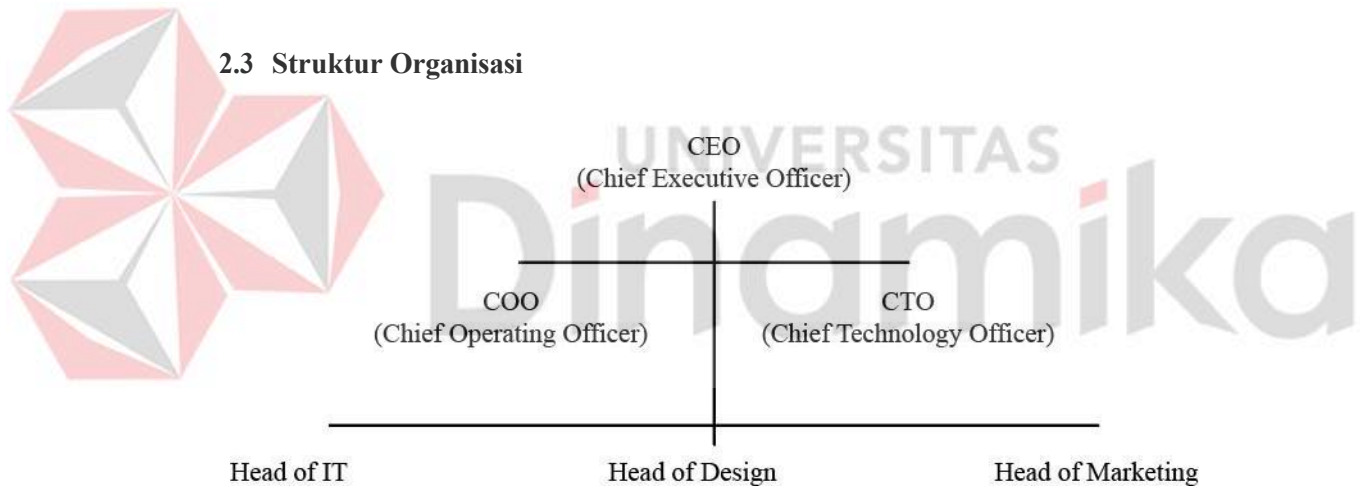 2.3 Struktur Organisasi
UNIVERSITAS
Dinamika
CEO
(Chief Executive Officer)
COO
(Chief Operating Officer)
CTO
(Chief Technology Officer)
Head of IT
Head of Design
Head of Marketing